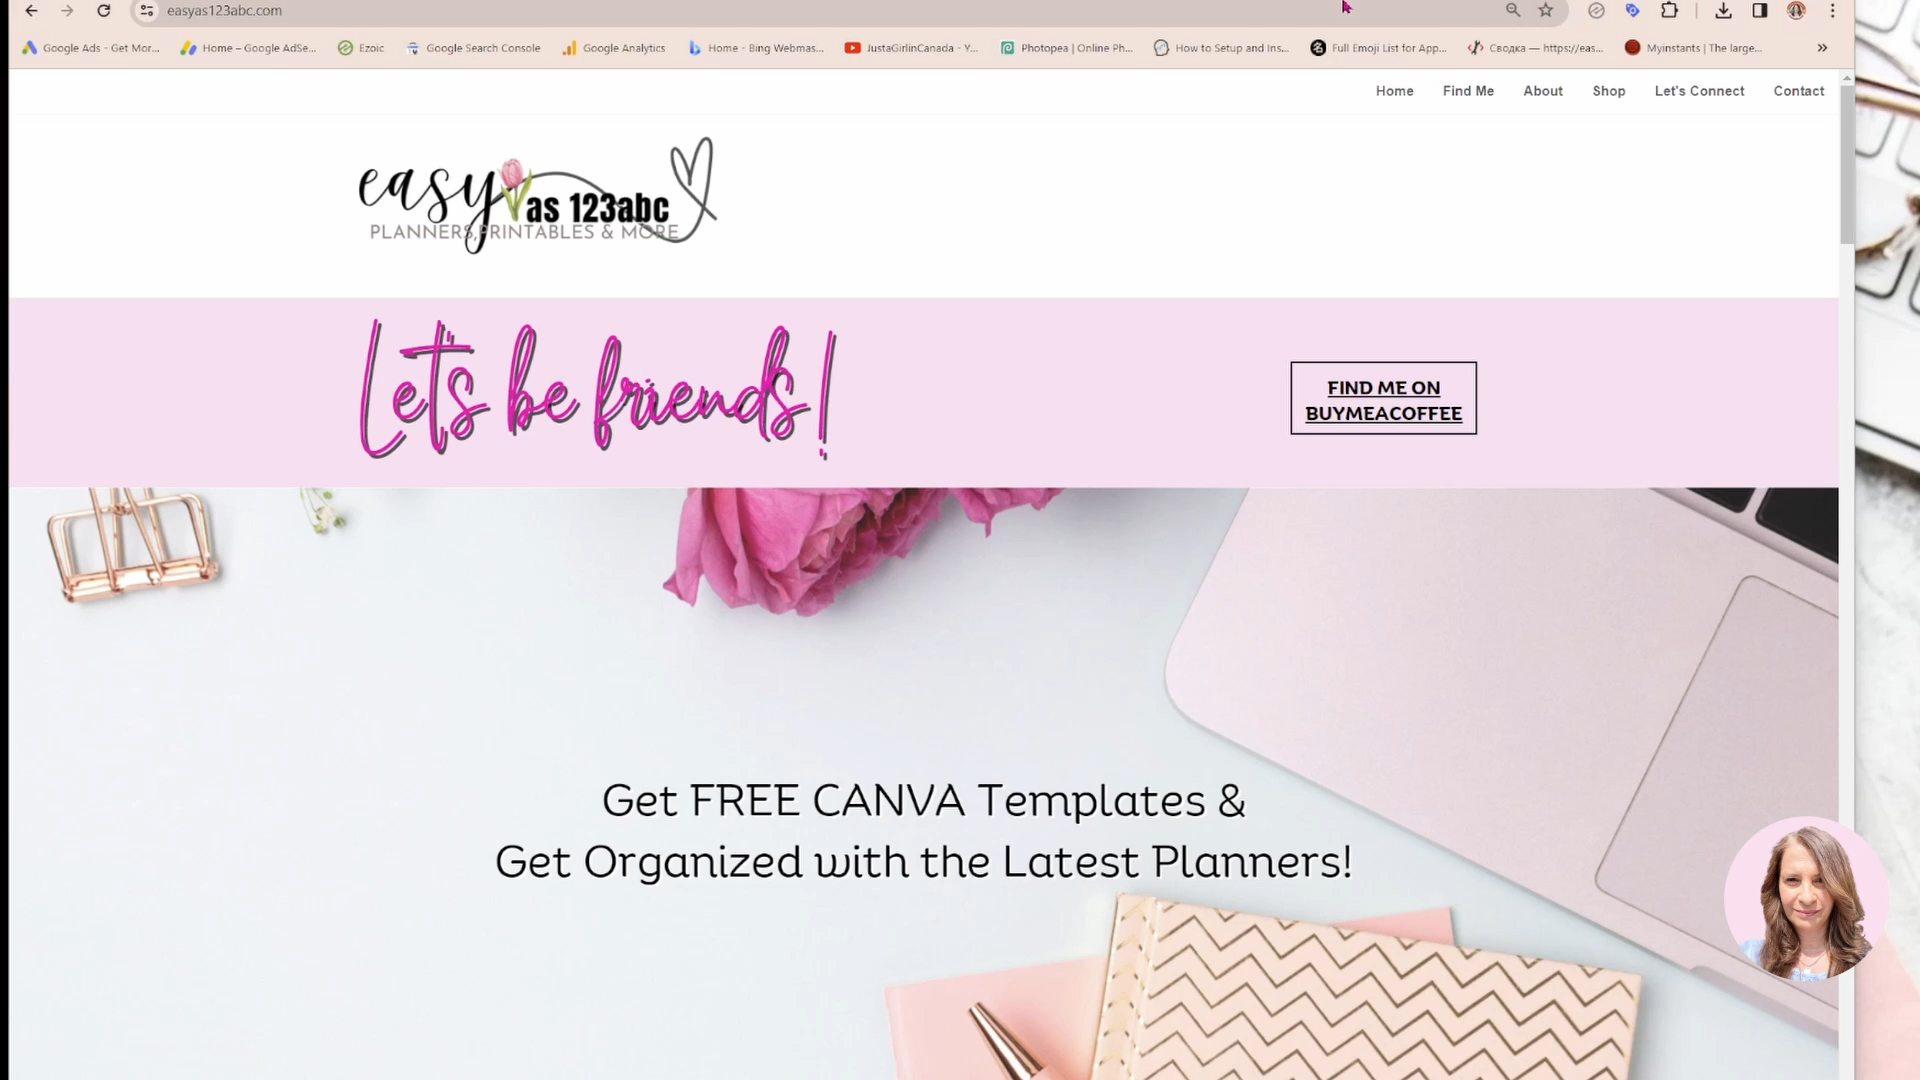 easyas123abc.com
Google Ads - Get Mor... Home – Google AdSe... Ezoic Google Search Console Google Analytics Home - Bing Webmas... JustaGirlinCanada - Y... Photopea | Online Ph... How to Setup and Ins... Full Emoji List for App... Сводка — https://eas... Myinstants | The large... »
Home Find Me About Shop Let's Connect Contact
easy as 123abc
PLANNERS,PRINTABLES & MORE
Let's be friends!
FIND ME ON
BUYMEACOFFEE
Get FREE CANVA Templates &
Get Organized with the Latest Planners!